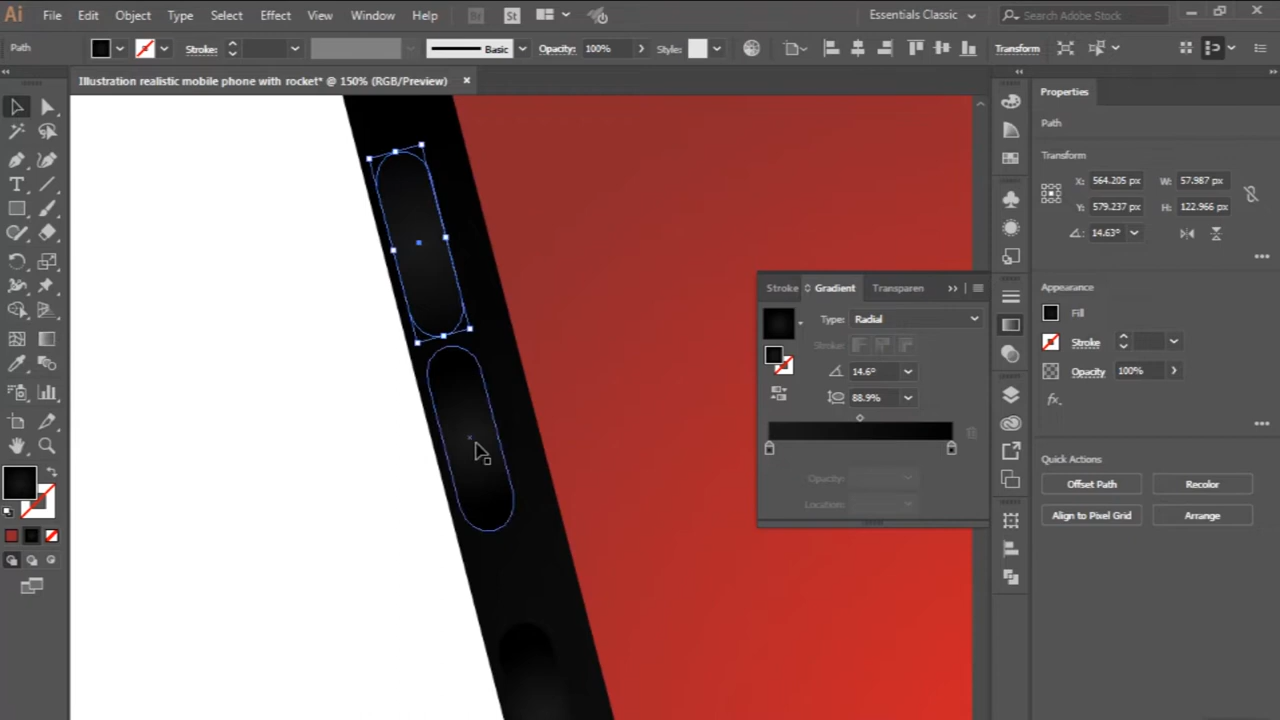 Ai File Edit Object Type Select Effect View Window Help Br St Essentials Classic Search Adobe Stock
Path Stroke: Basic Opacity: 100% Style: Transform
Illustration realistic mobile phone with rocket* @ 150% (RGB/Preview)
Properties
Path
Transform
X: 564.205 px W: 57.987 px
Y: 579.237 px H: 122.966 px
14.63°
Appearance
Fill
Stroke
Opacity 100%
fx.
Quick Actions
Offset Path Recolor
Align to Pixel Grid Arrange
Stroke Gradient Transparen
Type: Radial
Stroke:
14.6°
88.9%
Opacity:
Location: